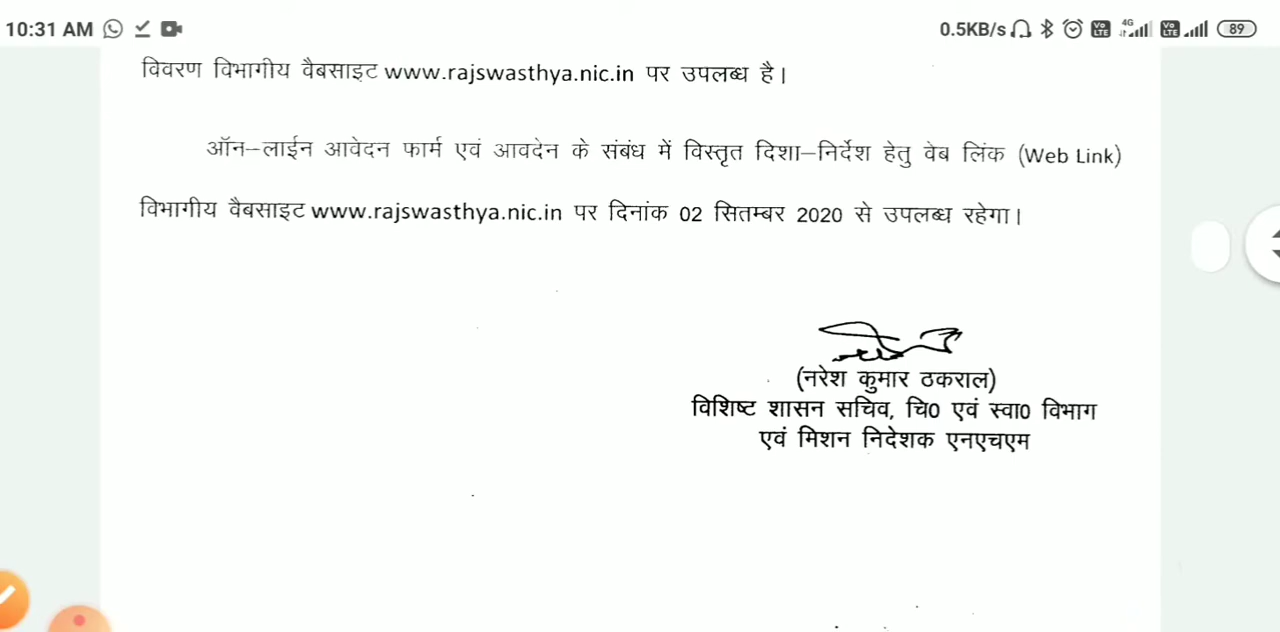 10:31 AM 0.5KB/s 4G 89
विवरण विभागीय वैबसाइट www.rajswasthya.nic.in पर उपलब्ध है।
ऑन–लाईन आवेदन फार्म एवं आवदेन के संबंध में विस्तृत दिशा–निर्देश हेतु वेब लिंक (Web Link)
विभागीय वैबसाइट www.rajswasthya.nic.in पर दिनांक 02 सितम्बर 2020 से उपलब्ध रहेगा।
(नरेश कुमार ठकराल)
विशिष्ट शासन सचिव, चि0 एवं स्वा0 विभाग
एवं मिशन निदेशक एनएचएम